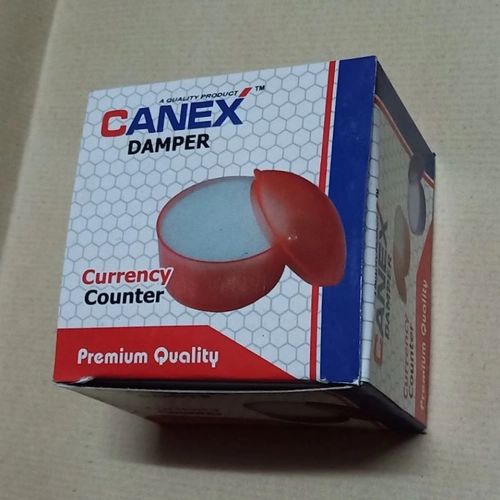 A QUALITY PRODUCT
CANEX™
DAMPER
Currency
Counter
Premium Quality
CANEX
DAMPER
Currency
Counter
Premium Quality